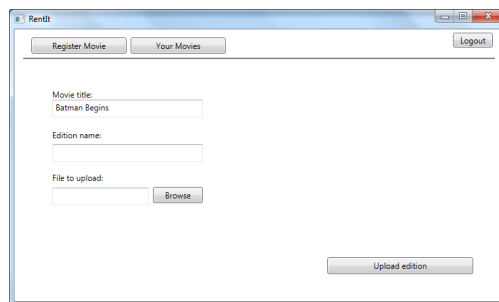 RentIt
Register Movie Your Movies Logout
Movie title:
Batman Begins
Edition name:
File to upload:
Browse
Upload edition